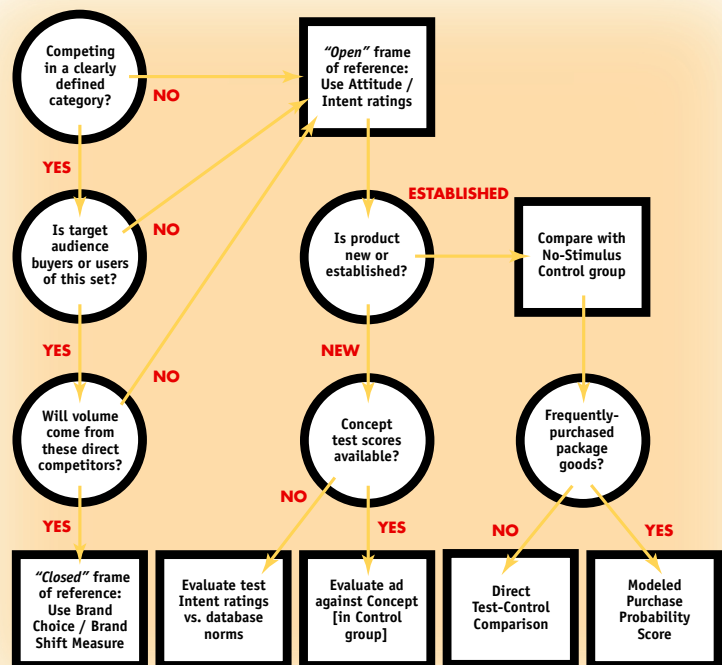 Competing
in a clearly
defined
category?
NO
"Open" frame
of reference:
Use Attitude /
Intent ratings
YES
ESTABLISHED
Is target
audience
buyers or users
of this set?
NO
Is product
new or
established?
Compare with
No-Stimulus
Control group
YES
NO
NEW
Will volume
come from
these direct
competitors?
Concept
test scores
available?
Frequently-
purchased
package
goods?
YES
NO
YES
NO
YES
"Closed" frame
of reference:
Use Brand
Choice / Brand
Shift Measure
Evaluate test
Intent ratings
vs. database
norms
Evaluate ad
against Concept
[in Control
group]
Direct
Test-Control
Comparison
Modeled
Purchase
Probability
Score